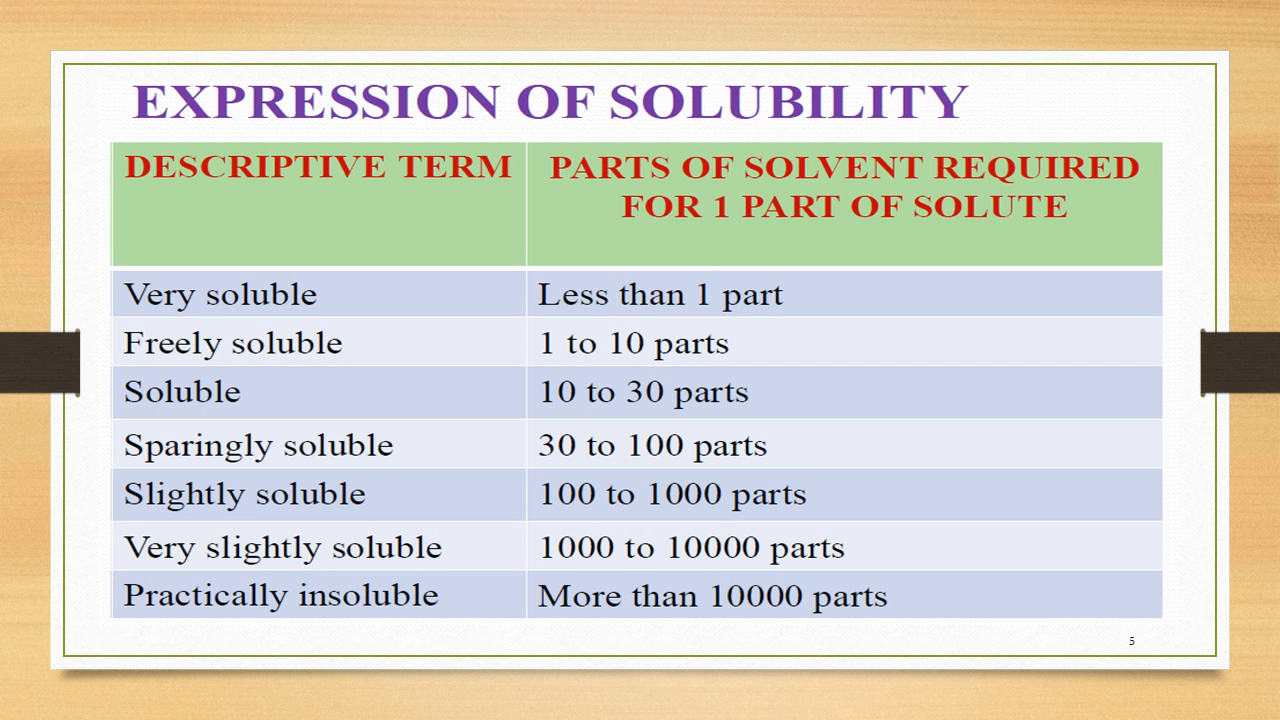 EXPRESSION OF SOLUBILITY
DESCRIPTIVE TERM
PARTS OF SOLVENT REQUIRED
FOR 1 PART OF SOLUTE
Very soluble
Less than 1 part
Freely soluble
1 to 10 parts
Soluble
10 to 30 parts
Sparingly soluble
30 to 100 parts
Slightly soluble
100 to 1000 parts
Very slightly soluble
1000 to 10000 parts
Practically insoluble
More than 10000 parts
5